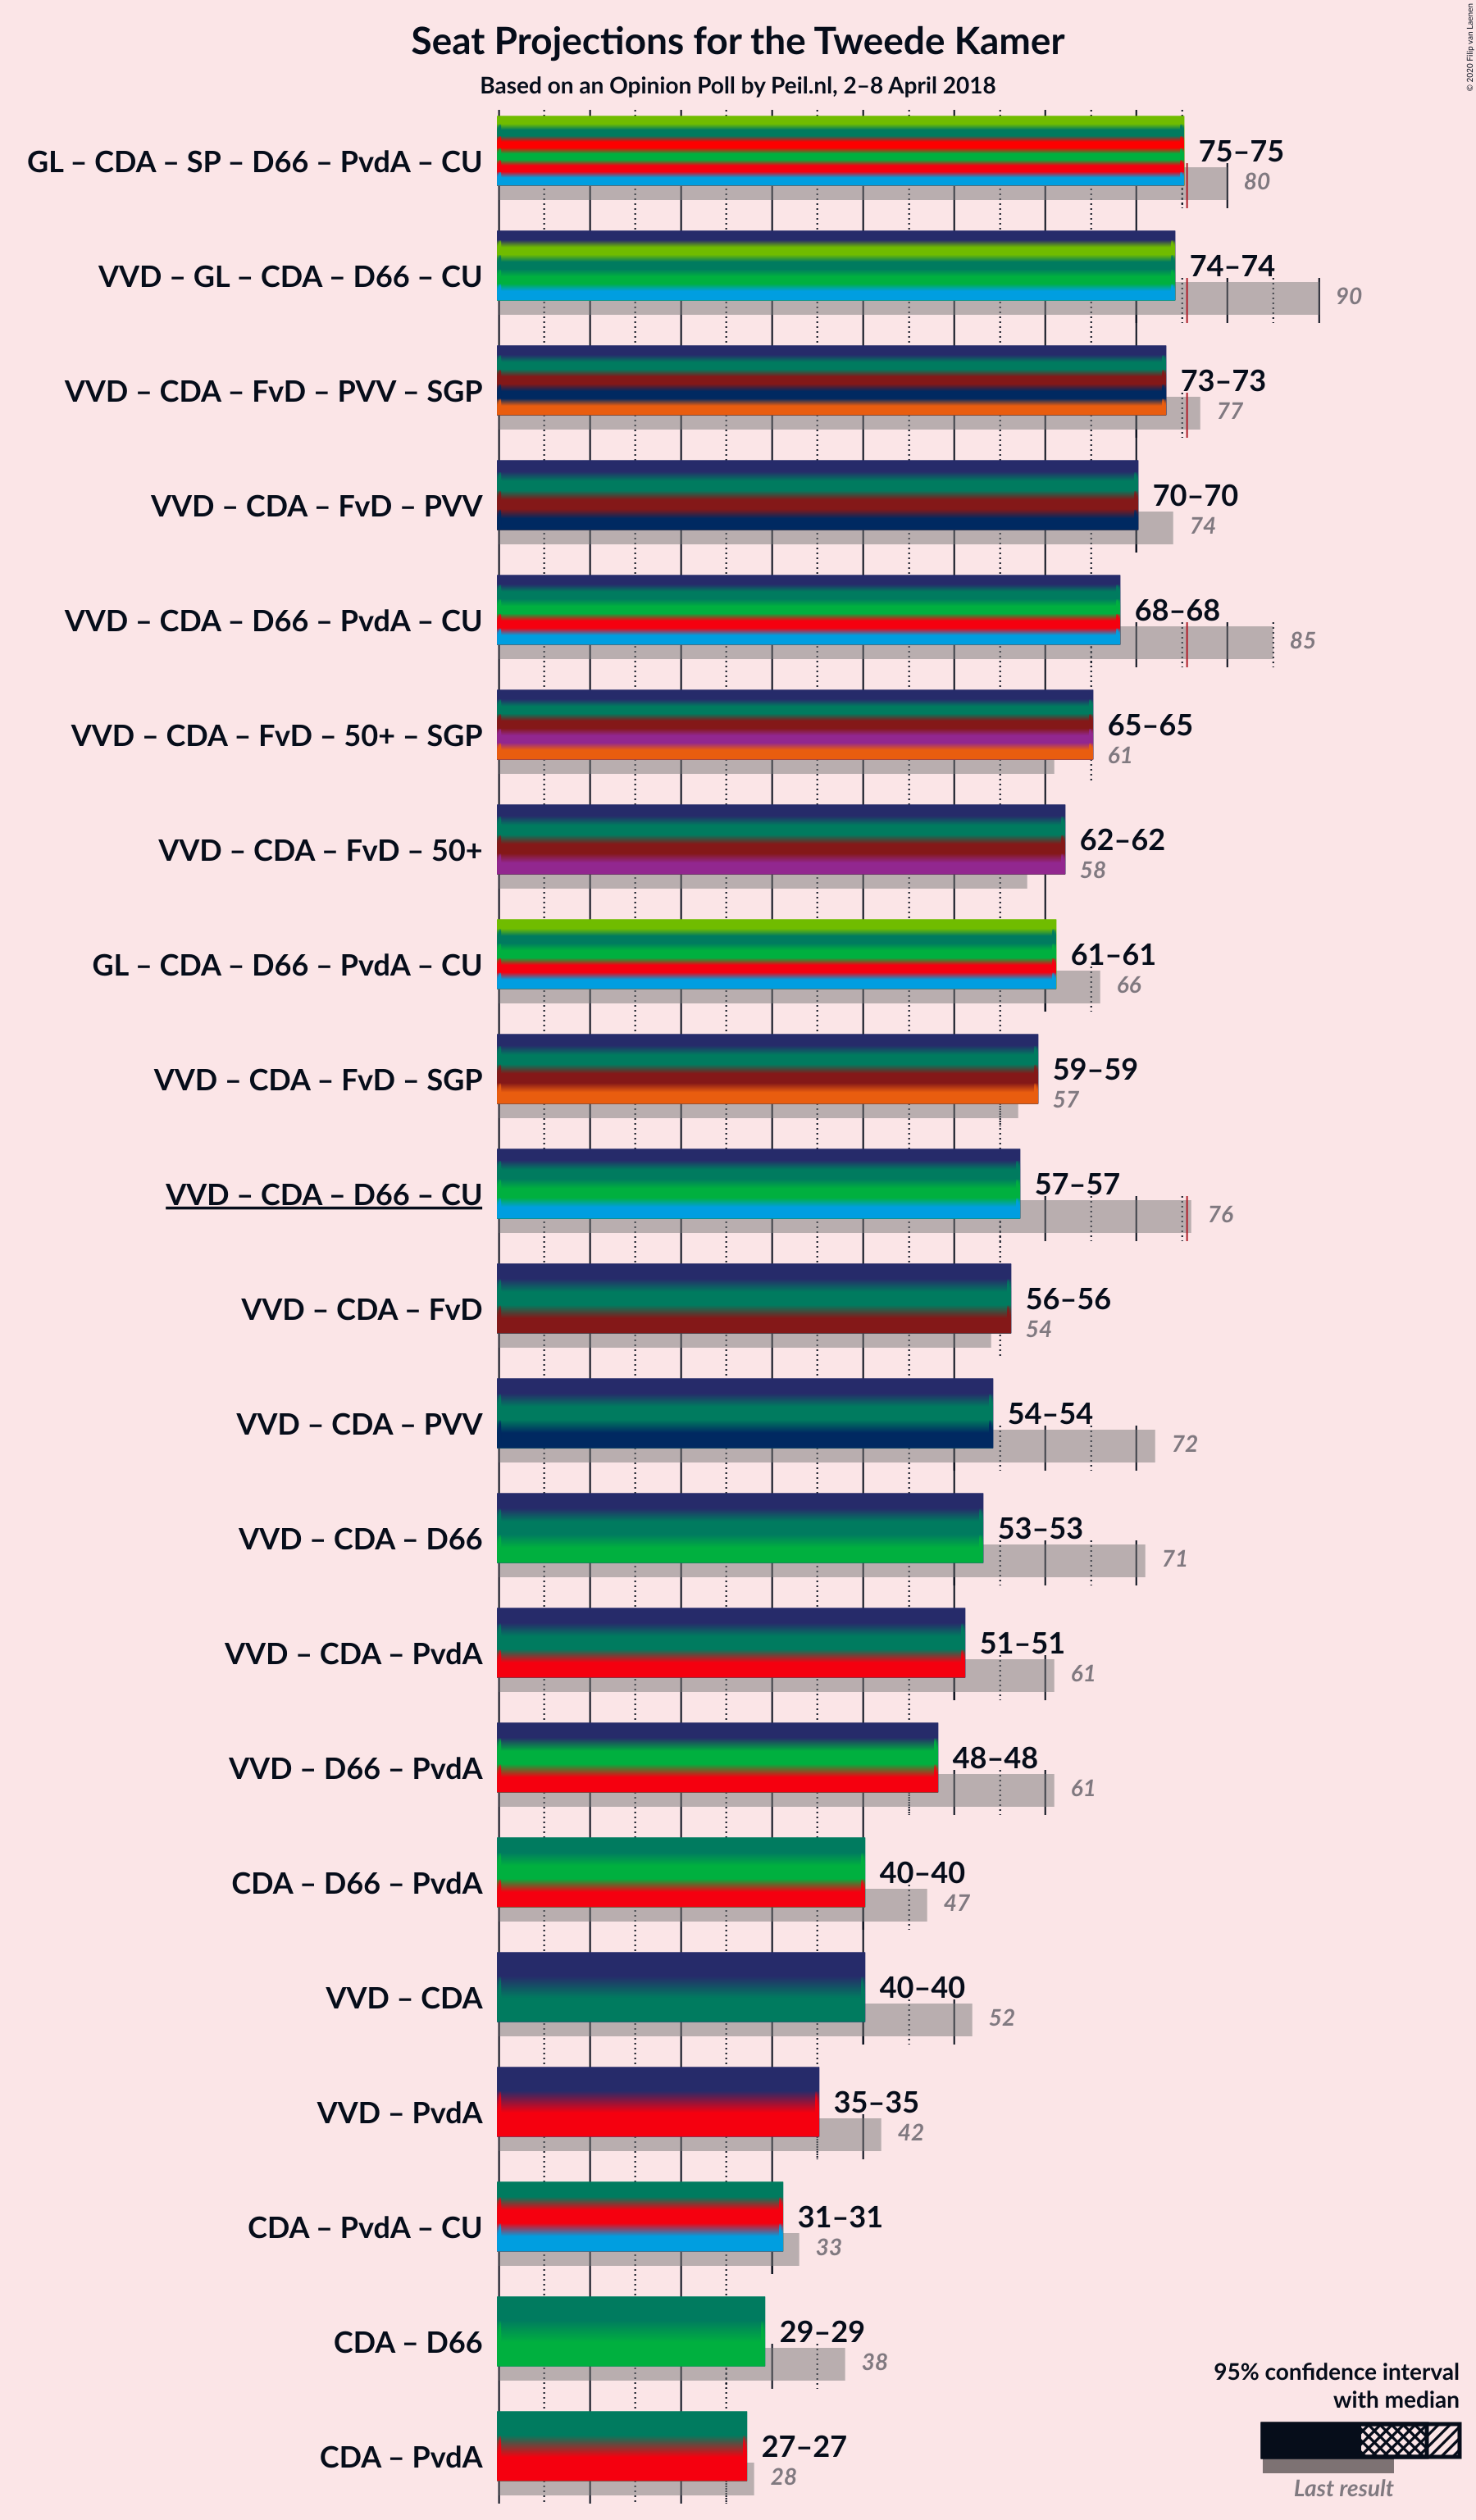 Seat Projections for the Tweede Kamer
Based on an Opinion Poll by Peil.nl, 2–8 April 2018
© 2020 Filip van Laenen
GL – CDA – SP – D66 – PvdA – CU
75–75
80
VVD – GL – CDA – D66 – CU
74–74
90
VVD – CDA – FvD – PVV – SGP
73–73
77
VVD – CDA – FvD – PVV
70–70
74
VVD – CDA – D66 – PvdA – CU
68–68
85
VVD – CDA – FvD – 50+ – SGP
65–65
61
VVD – CDA – FvD – 50+
62–62
58
GL – CDA – D66 – PvdA – CU
61–61
66
VVD – CDA – FvD – SGP
59–59
57
VVD – CDA – D66 – CU
57–57
76
VVD – CDA – FvD
56–56
54
VVD – CDA – PVV
54–54
72
VVD – CDA – D66
53–53
71
VVD – CDA – PvdA
51–51
61
VVD – D66 – PvdA
48–48
61
CDA – D66 – PvdA
40–40
47
VVD – CDA
40–40
52
VVD – PvdA
35–35
42
CDA – PvdA – CU
31–31
33
CDA – D66
29–29
38
CDA – PvdA
27–27
28
95% confidence interval
with median
Last result